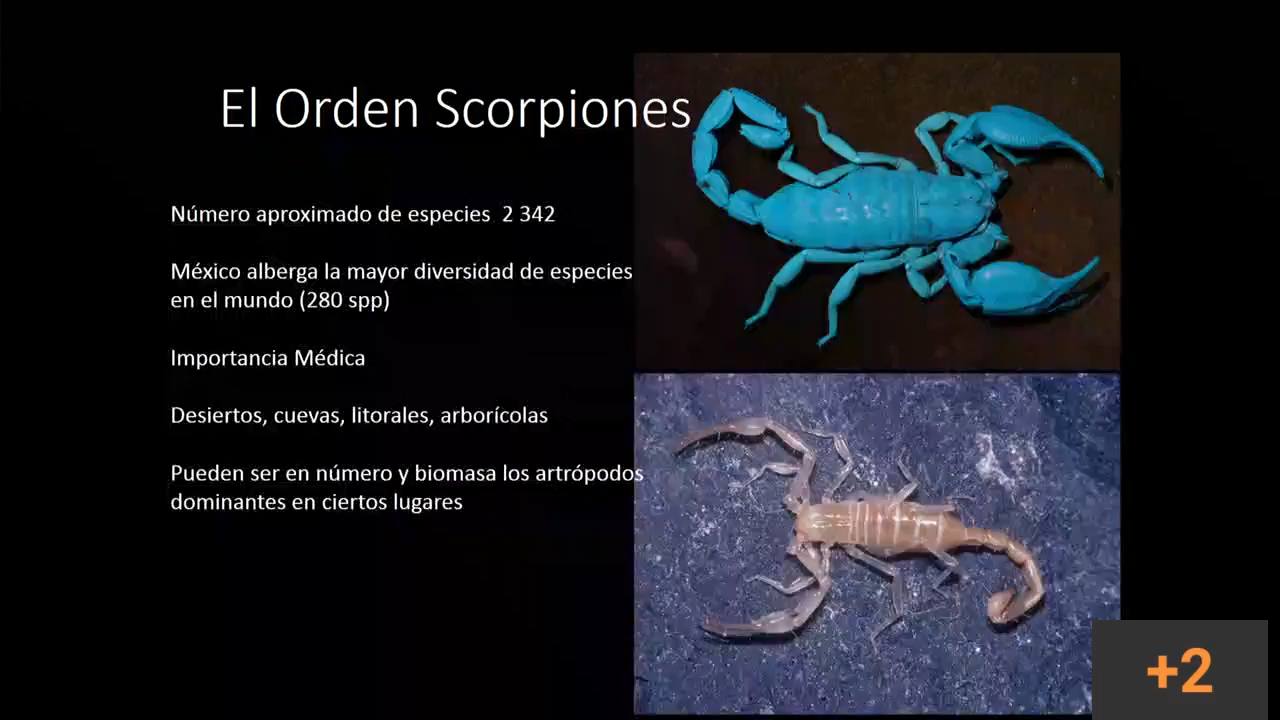 El Orden Scorpiones
Número aproximado de especies  2 342
México alberga la mayor diversidad de especies
en el mundo (280 spp)
Importancia Médica
Desiertos, cuevas, litorales, arborícolas
Pueden ser en número y biomasa los artrópodos
dominantes en ciertos lugares
+2